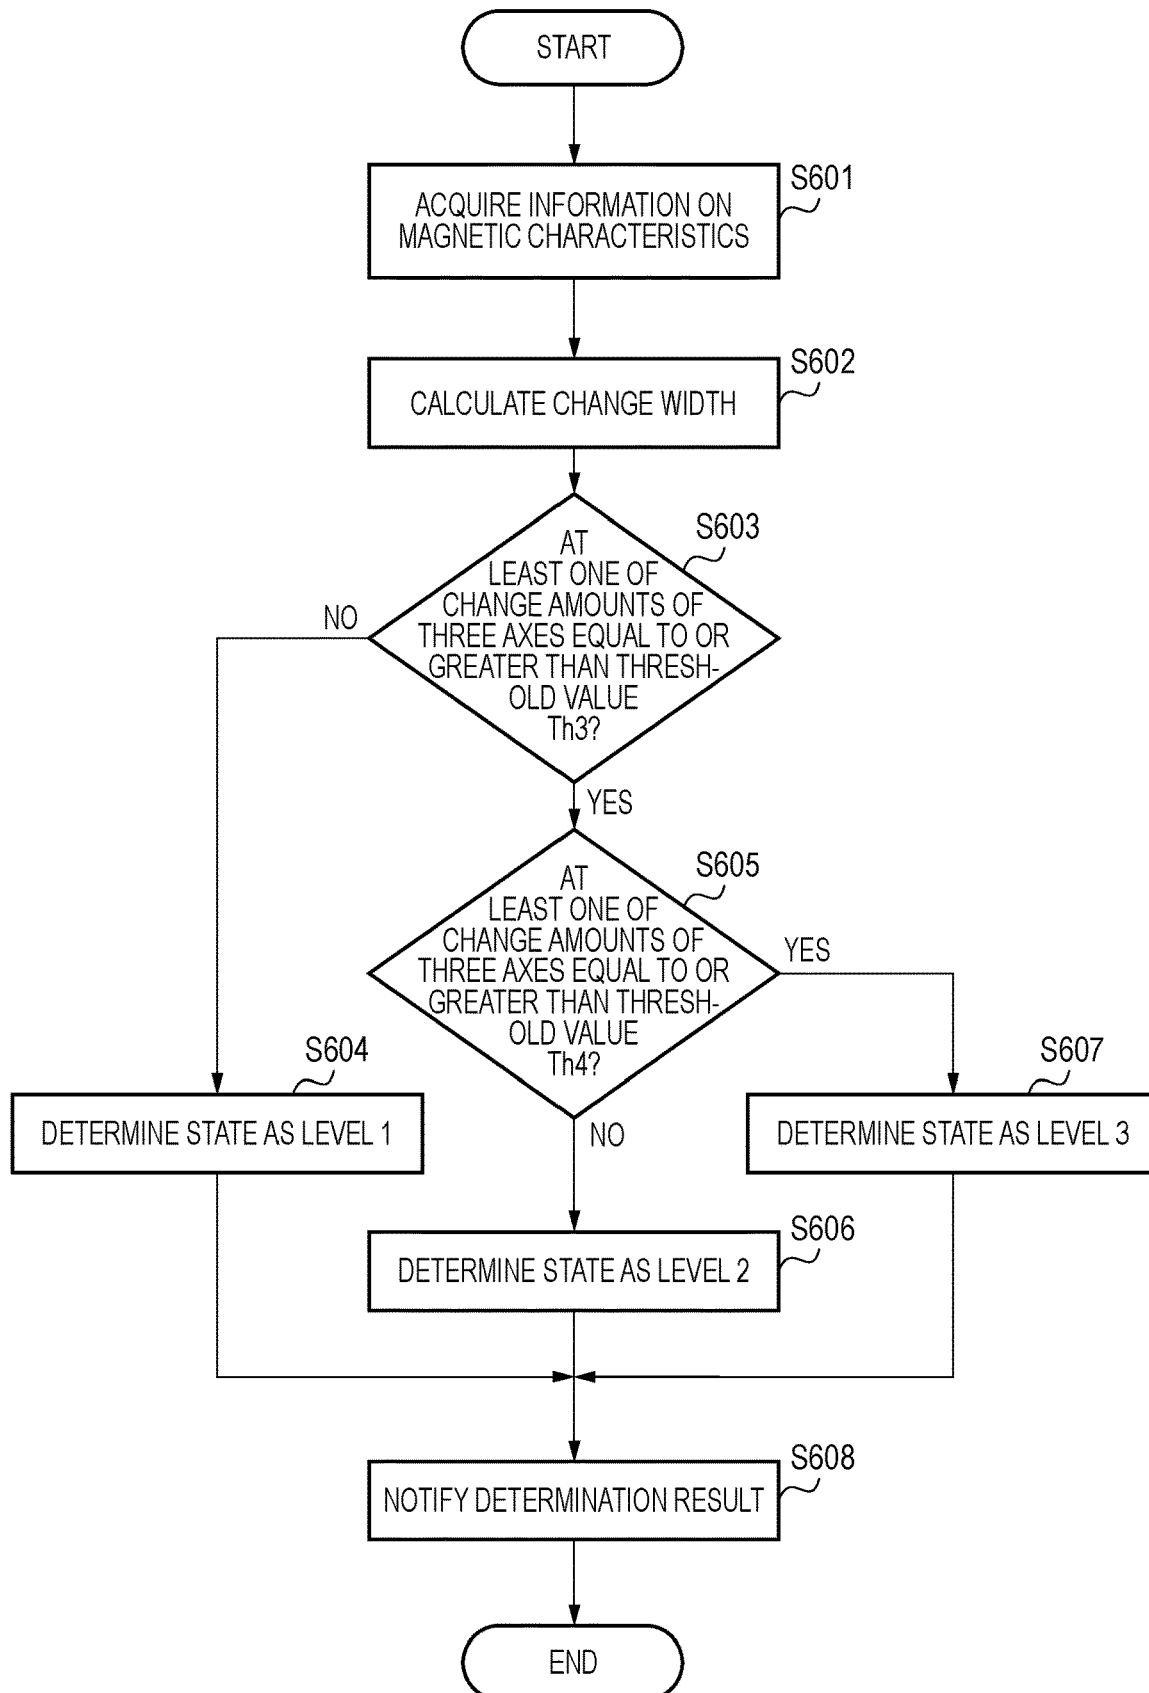 START
S601
ACQUIRE INFORMATION ON
MAGNETIC CHARACTERISTICS
S602
CALCULATE CHANGE WIDTH
S603
AT
LEAST ONE OF
CHANGE AMOUNTS OF
THREE AXES EQUAL TO OR
GREATER THAN THRESH-
OLD VALUE
Th3?
NO
YES
S605
AT
LEAST ONE OF
CHANGE AMOUNTS OF
THREE AXES EQUAL TO OR
GREATER THAN THRESH-
OLD VALUE
Th4?
YES
NO
S604
DETERMINE STATE AS LEVEL 1
S607
DETERMINE STATE AS LEVEL 3
S606
DETERMINE STATE AS LEVEL 2
S608
NOTIFY DETERMINATION RESULT
END